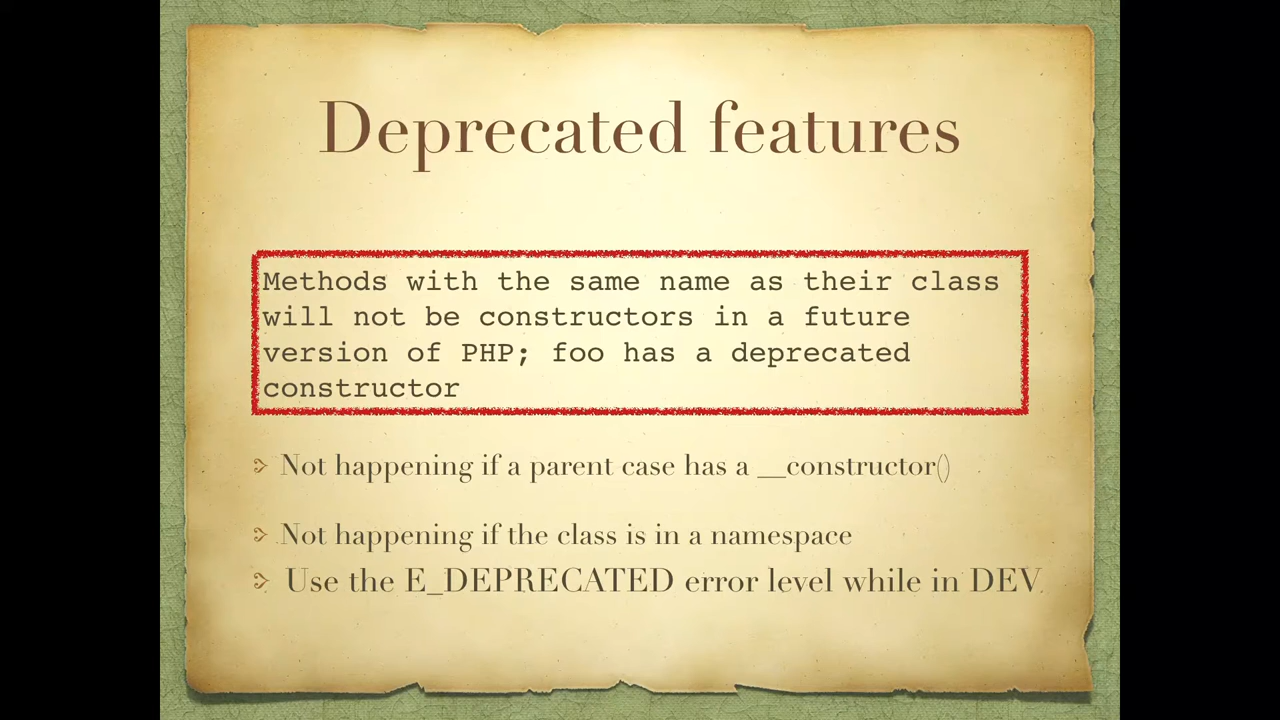 Deprecated features
Methods with the same name as their class
will not be constructors in a future
version of PHP; foo has a deprecated
constructor
Not happening if a parent case has a __constructor()
Not happening if the class is in a namespace
Use the E_DEPRECATED error level while in DEV